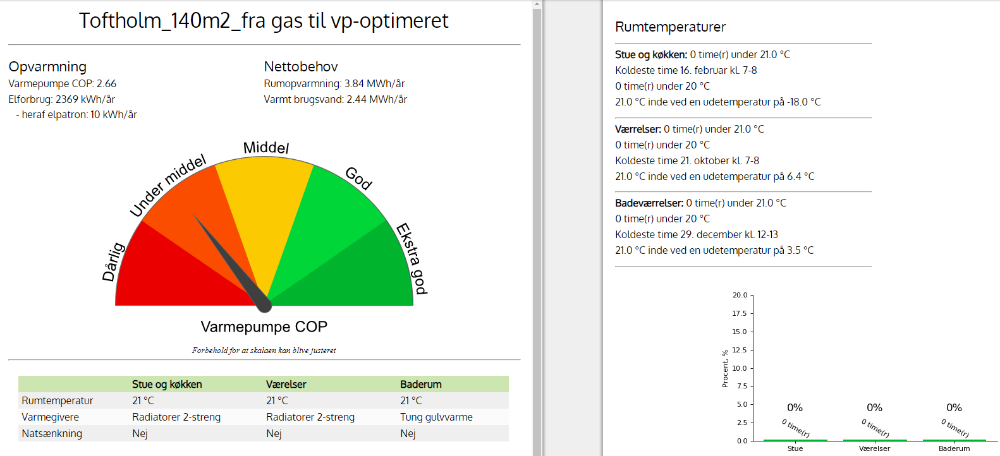 Toftholm_140m2_fra gas til vp-optimeret
Opvarmning
Varmepumpe COP: 2.66
Elforbrug: 2369 kWh/år
- heraf elpatron: 10 kWh/år
Nettobehov
Rumopvarmning: 3.84 MWh/år
Varmt brugsvand: 2.44 MWh/år
Dårlig
Under middel
Middel
God
Ekstra god
Varmepumpe COP
Forbehold for at skalaen kan blive justeret
Stue og køkken Værelser Baderum
Rumtemperatur 21 °C 21 °C 21 °C
Varmegivere Radiatorer 2-streng Radiatorer 2-streng Tung gulvvarme
Natsænkning Nej Nej Nej
Rumtemperaturer
Stue og køkken: 0 time(r) under 21.0 °C
Koldeste time 16. februar kl. 7-8
0 time(r) under 20 °C
21.0 °C inde ved en udetemperatur på -18.0 °C
Værrelser: 0 time(r) under 21.0 °C
0 time(r) under 20 °C
Koldeste time 21. oktober kl. 7-8
21.0 °C inde ved en udetemperatur på 6.4 °C
Badeværrelser: 0 time(r) under 21.0 °C
0 time(r) under 20 °C
Koldeste time 29. december kl. 12-13
21.0 °C inde ved en udetemperatur på 3.5 °C
Procent, %
20.0
17.5
15.0
12.5
10.0
7.5
5.0
2.5
0.0
0% 0% 0%
0 time(r) 0 time(r) 0 time(r)
Stue Værelser Baderum